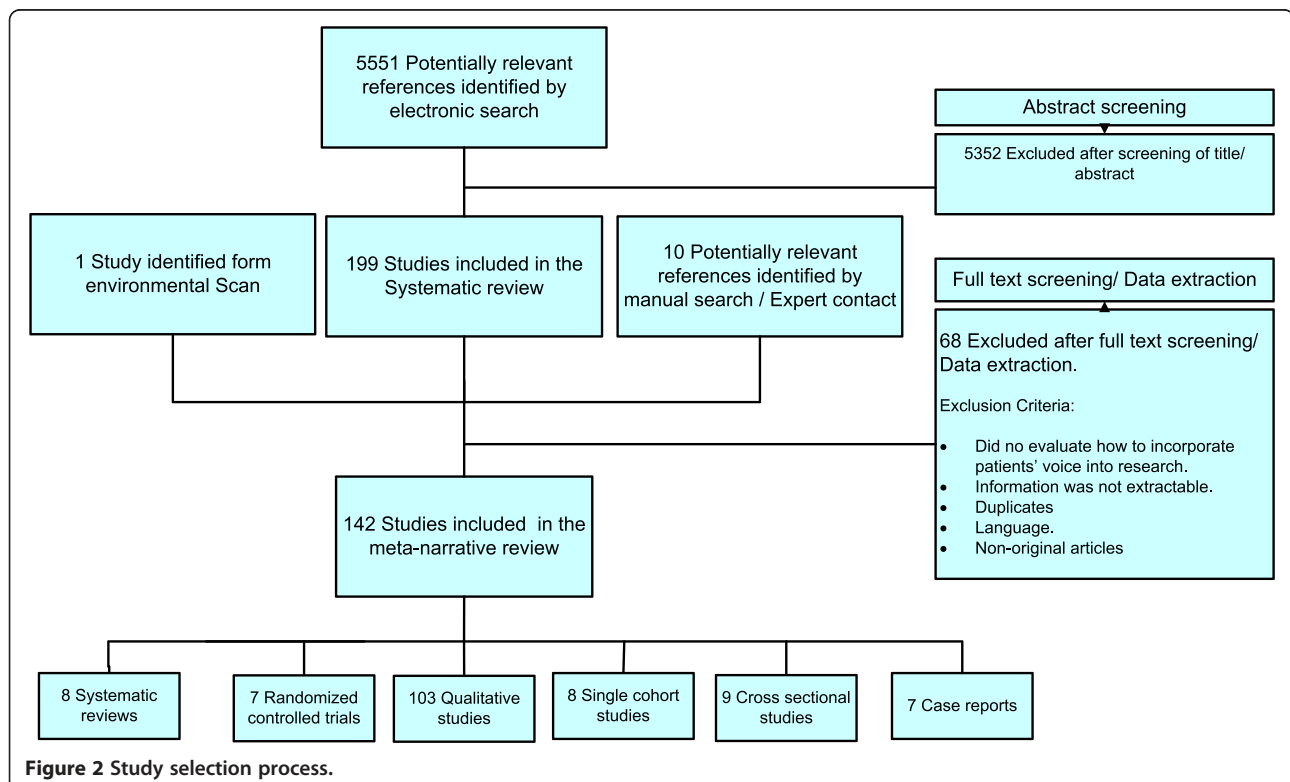 5551 Potentially relevant
references identified by
electronic search
Abstract screening
5352 Excluded after screening of title/
abstract
1 Study identified form
environmental Scan
199 Studies included in the
Systematic review
10 Potentially relevant
references identified by
manual search / Expert contact
Full text screening/ Data extraction
68 Excluded after full text screening/
Data extraction.
Exclusion Criteria:
• Did no evaluate how to incorporate
patients' voice into research.
• Information was not extractable.
• Duplicates
• Language.
• Non-original articles
142 Studies included in the
meta-narrative review
8 Systematic
reviews
7 Randomized
controlled trials
103 Qualitative
studies
8 Single cohort
studies
9 Cross sectional
studies
7 Case reports
Figure 2 Study selection process.